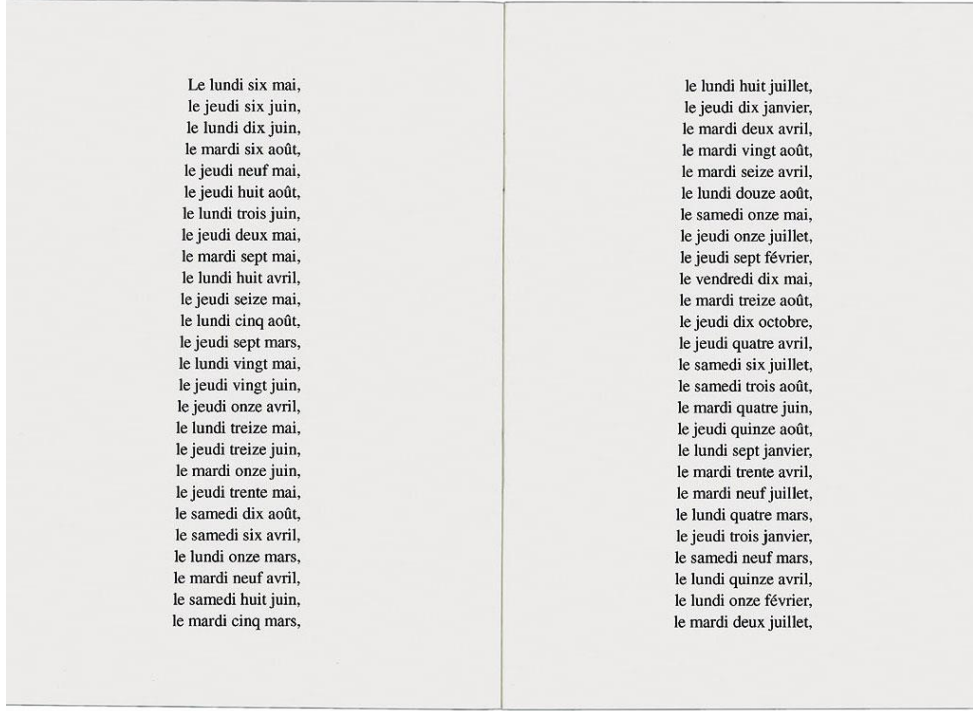 Le lundi six mai,
le jeudi six juin,
le lundi dix juin,
le mardi six août,
le jeudi neuf mai,
le jeudi huit août,
le lundi trois juin,
le jeudi deux mai,
le mardi sept mai,
le lundi huit avril,
le jeudi seize mai,
le lundi cinq août,
le jeudi sept mars,
le lundi vingt mai,
le jeudi vingt juin,
le jeudi onze avril,
le lundi treize mai,
le jeudi treize juin,
le mardi onze juin,
le jeudi trente mai,
le samedi dix août,
le samedi six avril,
le lundi onze mars,
le mardi neuf avril,
le samedi huit juin,
le mardi cinq mars,
le lundi huit juillet,
le jeudi dix janvier,
le mardi deux avril,
le mardi vingt août,
le mardi seize avril,
le lundi douze août,
le samedi onze mai,
le jeudi onze juillet,
le jeudi sept février,
le vendredi dix mai,
le mardi treize août,
le jeudi dix octobre,
le jeudi quatre avril,
le samedi six juillet,
le samedi trois août,
le mardi quatre juin,
le jeudi quinze août,
le lundi sept janvier,
le mardi trente avril,
le mardi neuf juillet,
le lundi quatre mars,
le jeudi trois janvier,
le samedi neuf mars,
le lundi quinze avril,
le lundi onze février,
le mardi deux juillet,